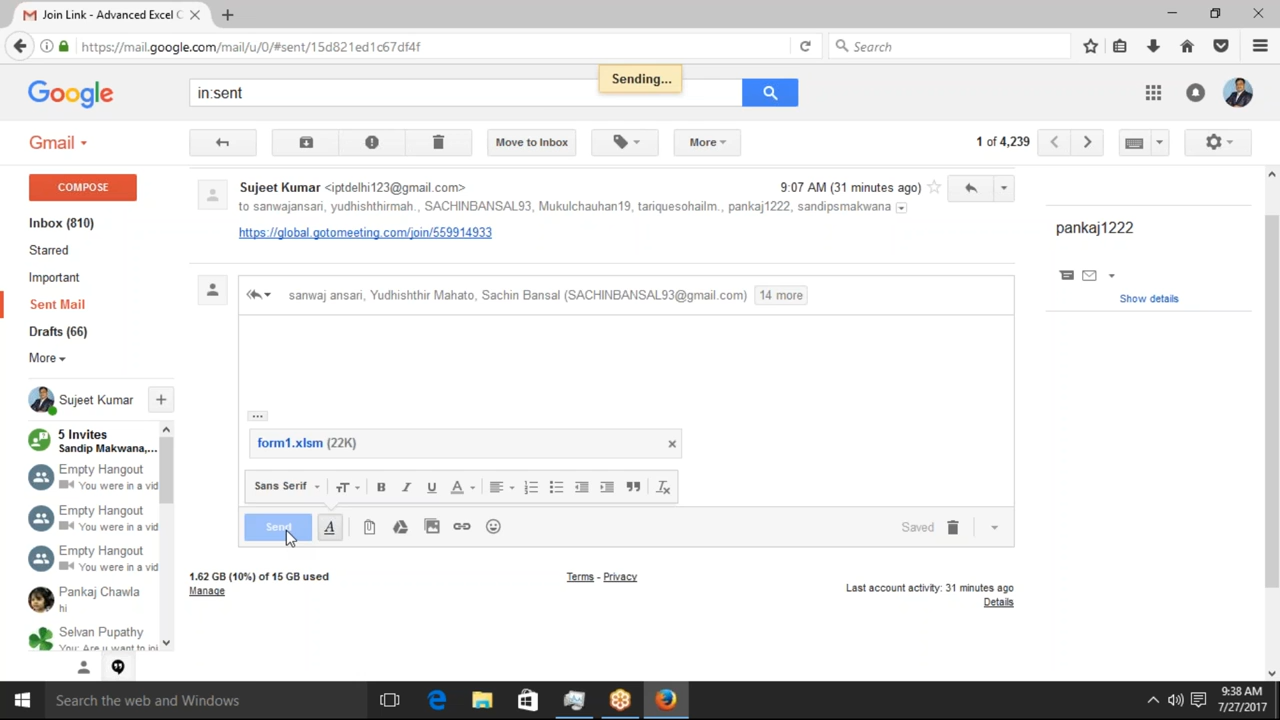 Join Link - Advanced Excel C
https://mail.google.com/mail/u/0/#sent/15d821ed1c67df4f
Search
Sending...
Google
in:sent
Gmail
Move to Inbox
More
1 of 4,239
COMPOSE
Inbox (810)
Starred
Important
Sent Mail
Drafts (66)
More
Sujeet Kumar
5 Invites
Sandip Makwana,...
Empty Hangout
You were in a vid
Empty Hangout
You were in a vid
Empty Hangout
You were in a vid
Pankaj Chawla
hi
Selvan Pupathy
You: Are u want to joi
Sujeet Kumar <iptdelhi123@gmail.com>
9:07 AM (31 minutes ago)
to sanwajansari, yudhishthirmah., SACHINBANSAL93, Mukulchauhan19, tariquesohailm., pankaj1222, sandipsmakwana
https://global.gotomeeting.com/join/559914933
sanwaj ansari, Yudhishthir Mahato, Sachin Bansal (SACHINBANSAL93@gmail.com) 14 more
form1.xlsm (22K)
Sans Serif
Send
Saved
1.62 GB (10%) of 15 GB used
Manage
Terms - Privacy
Last account activity: 31 minutes ago
Details
pankaj1222
Show details
Search the web and Windows
9:38 AM
7/27/2017